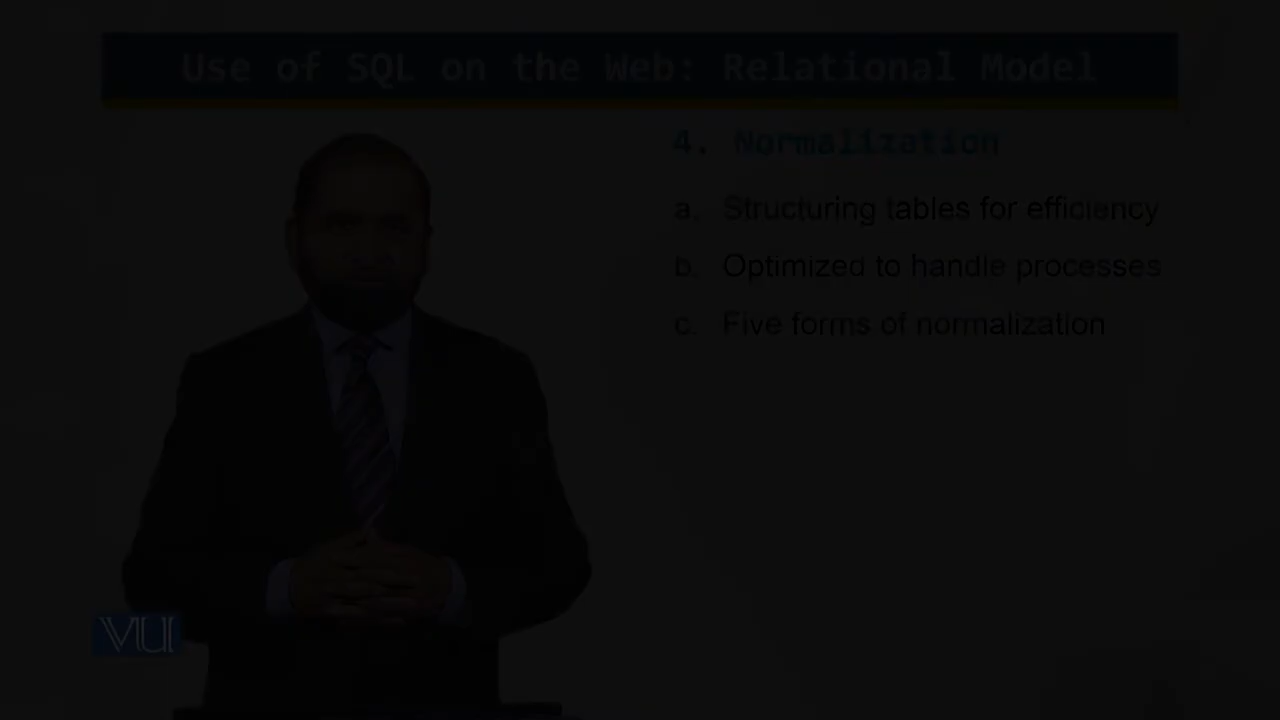 Use of SQL on the Web: Relational Model
4. Normalization
a. Structuring tables for efficiency
b. Optimized to handle processes
c. Five forms of normalization
VU